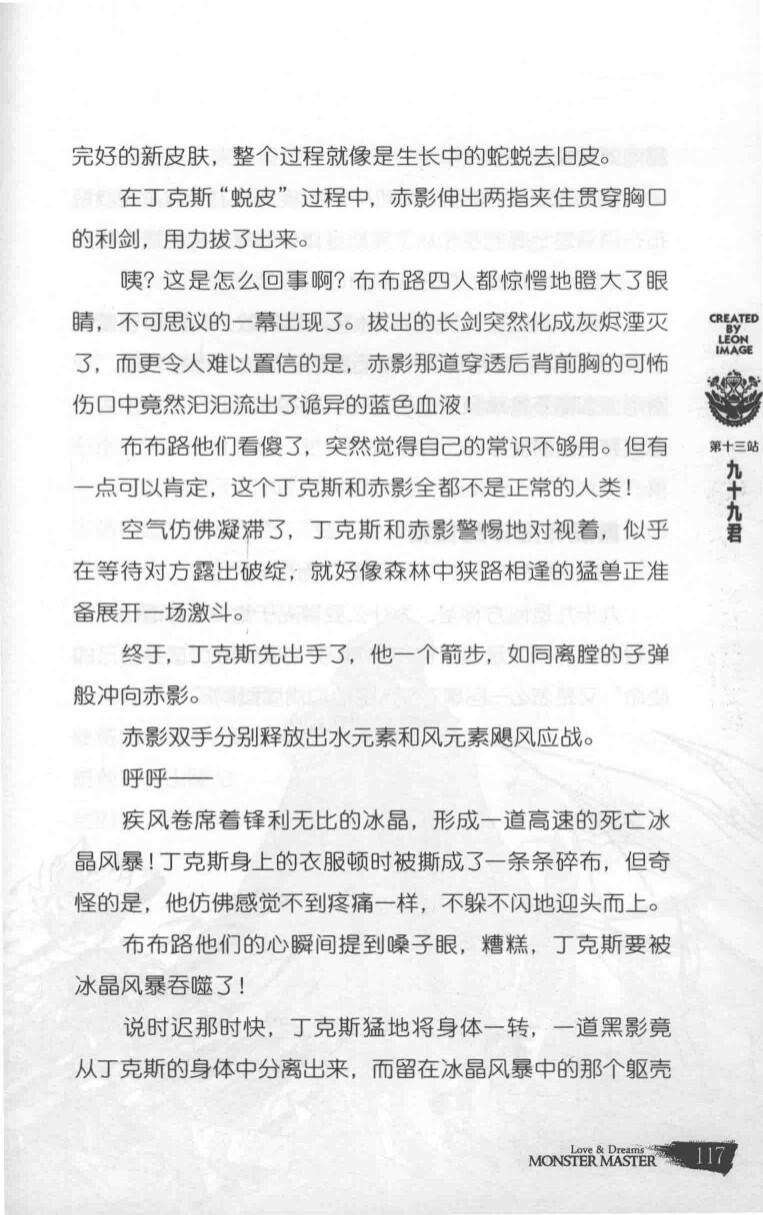 完好的新皮肤，整个过程就像是生长中的蛇蜕去旧皮。
在丁克斯“蜕皮”过程中，赤影伸出两指夹住贯穿胸口
的利剑，用力拔了出来。
咦？这是怎么回事啊？布布路四人都惊愕地瞪大了眼
睛，不可思议的一幕出现了。拔出的长剑突然化成灰烬湮灭
了，而更令人难以置信的是，赤影那道穿透后背前胸的可怖
伤口中竟然汩汩流出了诡异的蓝色血液！
布布路他们看傻了，突然觉得自己的常识不够用。但有
一点可以肯定，这个丁克斯和赤影全都不是正常的人类！
空气仿佛凝滞了，丁克斯和赤影警惕地对视着，似乎
在等待对方露出破绽，就好像森林中狭路相逢的猛兽正准
备展开一场激斗。
终于，丁克斯先出手了，他一个箭步，如同离膛的子弹
般冲向赤影。
赤影双手分别释放出水元素和风元素飓风应战。
呼呼——
疾风卷席着锋利无比的冰晶，形成一道高速的死亡冰
晶风暴！丁克斯身上的衣服顿时被撕成了一条条碎布，但奇
怪的是，他仿佛感觉不到疼痛一样，不躲不闪地迎头而上。
布布路他们的心瞬间提到嗓子眼，糟糕，丁克斯要被
冰晶风暴吞噬了！
说时迟那时快，丁克斯猛地将身体一转，一道黑影竟
从丁克斯的身体中分离出来，而留在冰晶风暴中的那个躯壳
CREATED
BY
LEON
IMAGE
第十三站
九十九君
Love & Dreams
MONSTER MASTER
117